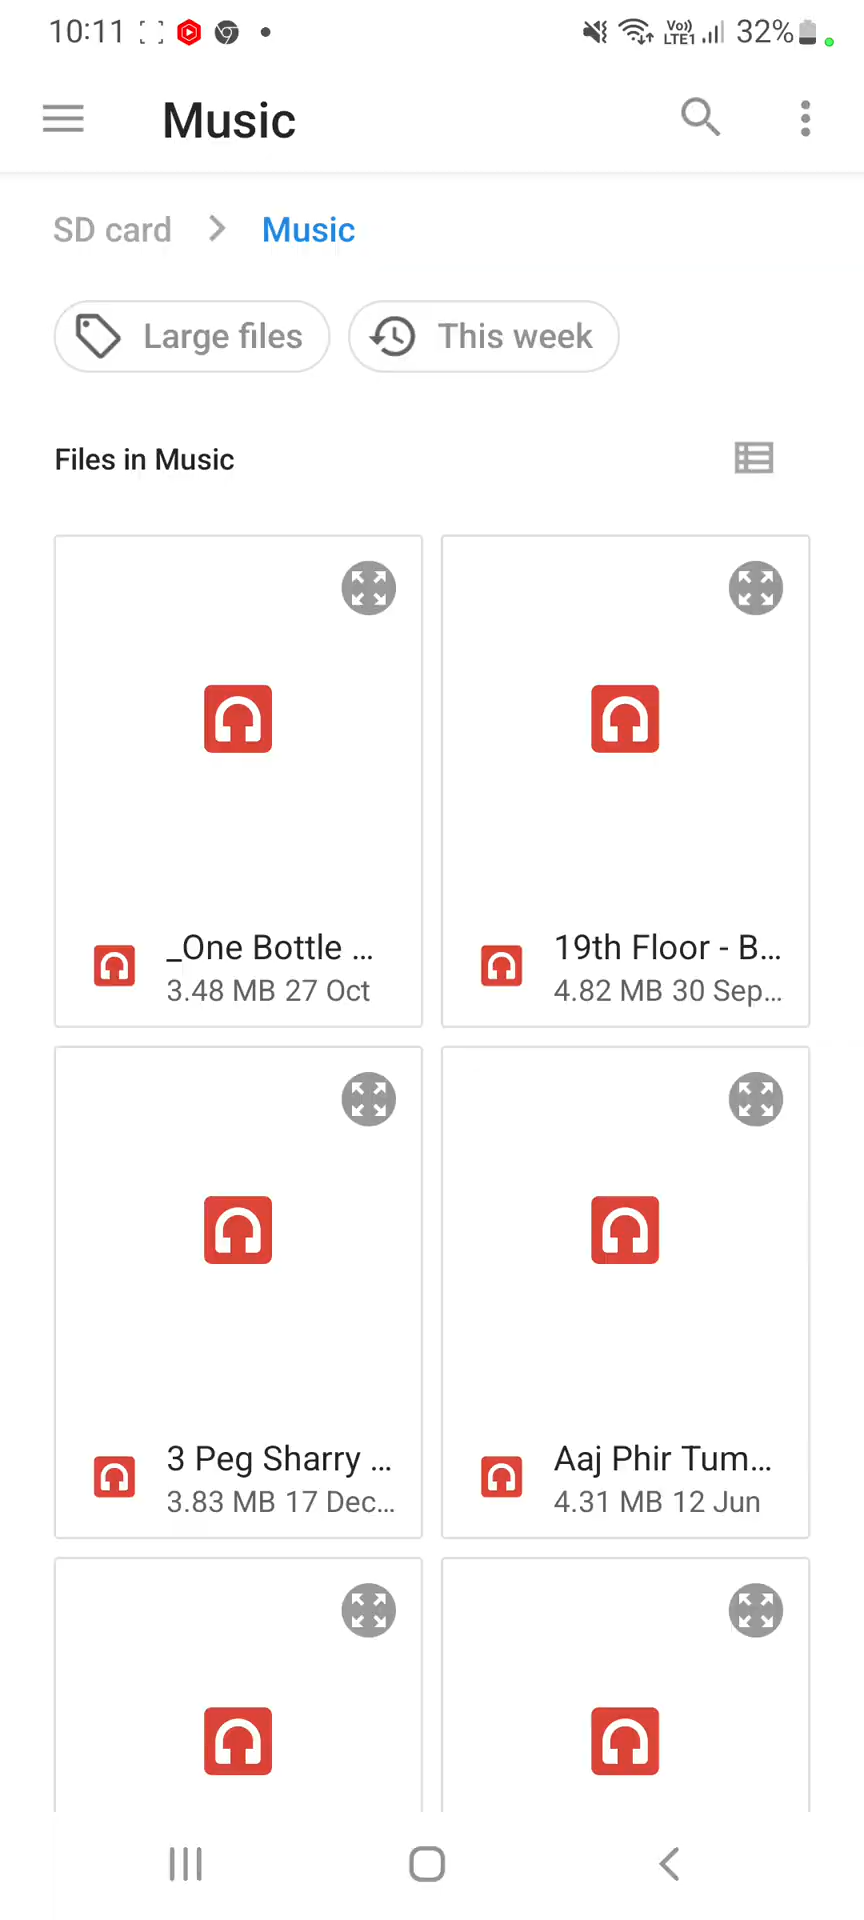 10:11
Vo)) LTE1 32%
Music
SD card > Music
Large files
This week
Files in Music
_One Bottle ...
3.48 MB 27 Oct
19th Floor - B...
4.82 MB 30 Sep...
3 Peg Sharry ...
3.83 MB 17 Dec...
Aaj Phir Tum...
4.31 MB 12 Jun